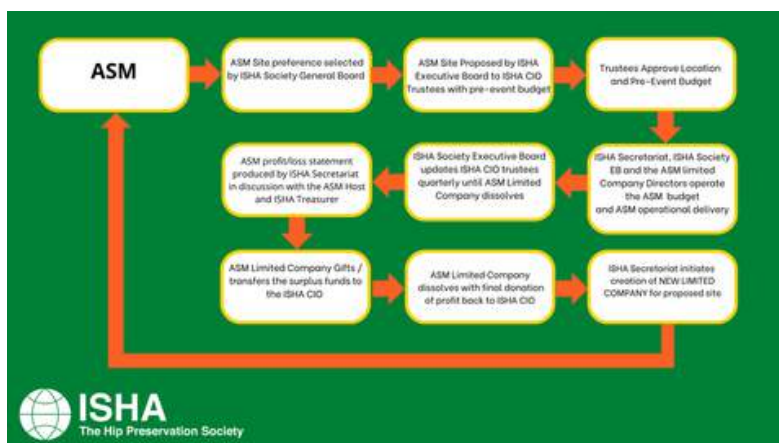 ASM
ASM Site preference selected
by ISHA Society General Board
ASM Site Proposed by ISHA
Executive Board to ISHA CIO
Trustees with pre-event budget
Trustees Approve Location
and Pre-Event Budget
ISHA Secretariat, ISHA Society
EB and the ASM limited
Company Directors operate
the ASM budget
and ASM operational delivery
ISHA Society Executive Board
updates ISHA CIO trustees
quarterly until ASM Limited
Company dissolves
ASM profit/loss statement
produced by ISHA Secretariat
in discussion with the ASM Host
and ISHA Treasurer
ASM Limited Company Gifts /
transfers the surplus funds to
the ISHA CIO
ASM Limited Company
dissolves with final donation
of profit back to ISHA CIO
ISHA Secretariat initiates
creation of NEW LIMITED
COMPANY for proposed site
ISHA
The Hip Preservation Society